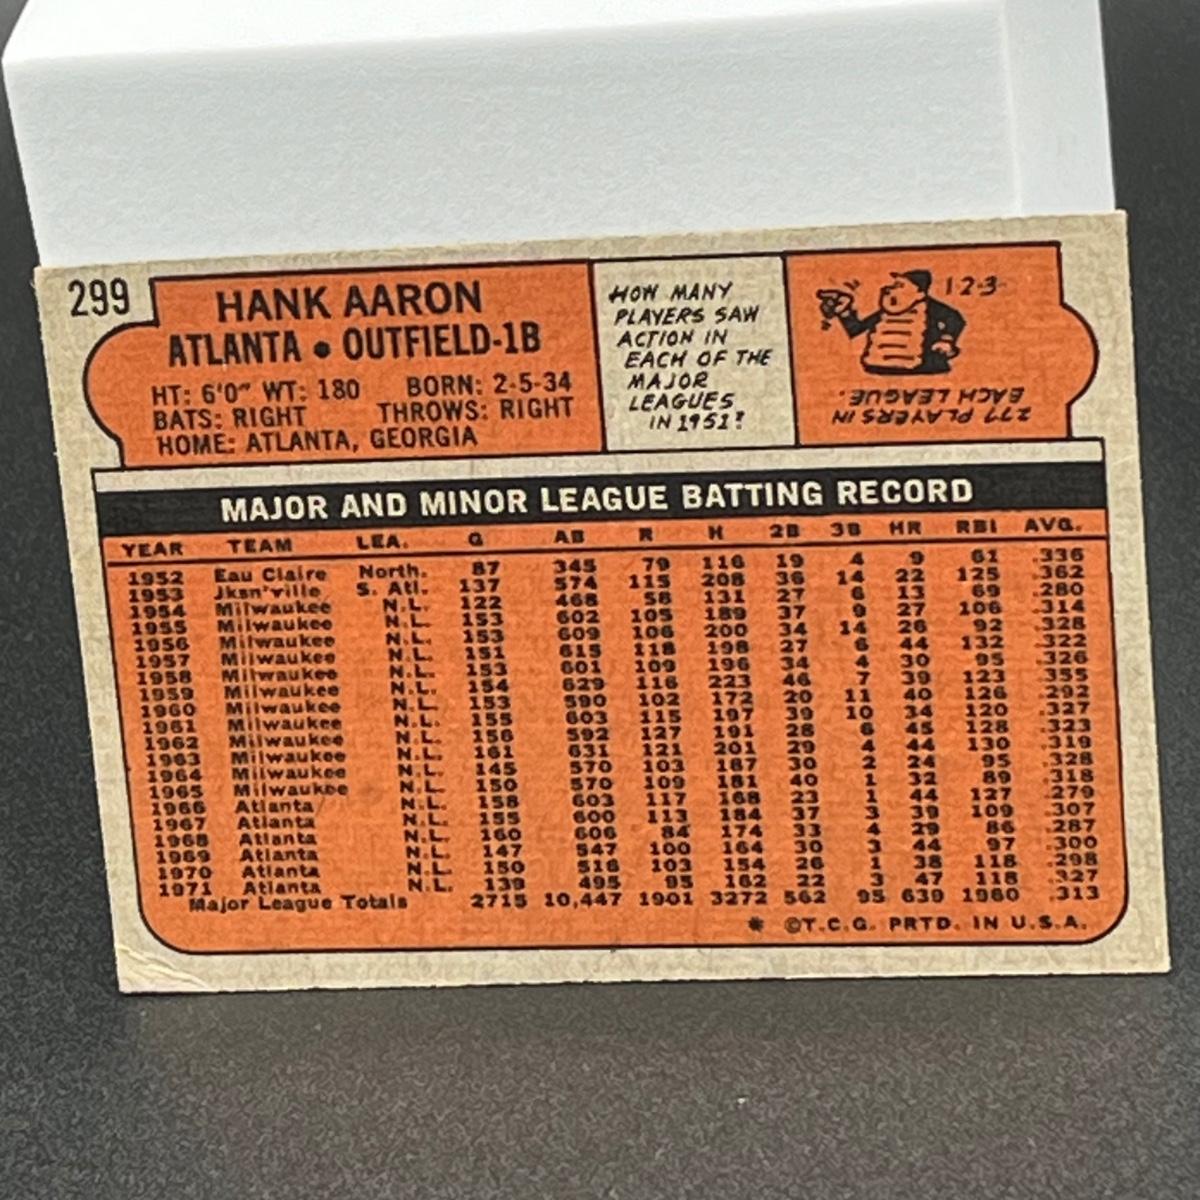 299
HANK AARON
ATLANTA • OUTFIELD-1B
HT: 6'0" WT: 180 BORN: 2-5-34
BATS: RIGHT THROWS: RIGHT
HOME: ATLANTA, GEORGIA
HOW MANY
PLAYERS SAW
ACTION IN
EACH OF THE
MAJOR
LEAGUES
IN 1951?
1-2-3-
277 PLAYERS IN
EACH LEAGUE.
MAJOR AND MINOR LEAGUE BATTING RECORD
YEAR TEAM LEA. G AB R H 2B 3B HR RBI AVG.
1952 Eau Claire North. 87 345 79 116 19 4 9 61 .336
1953 Jksn'ville S. Atl. 137 574 115 208 36 14 22 125 .362
1954 Milwaukee N.L. 122 468 58 131 27 6 13 69 .280
1955 Milwaukee N.L. 153 602 105 189 37 9 27 106 .314
1956 Milwaukee N.L. 153 609 106 200 34 14 26 92 .328
1957 Milwaukee N.L. 151 615 118 198 27 6 44 132 .322
1958 Milwaukee N.L. 153 601 109 196 34 4 30 95 .326
1959 Milwaukee N.L. 154 629 116 223 46 7 39 123 .355
1960 Milwaukee N.L. 153 590 102 172 20 11 40 126 .292
1961 Milwaukee N.L. 155 603 115 197 39 10 34 120 .327
1962 Milwaukee N.L. 156 592 127 191 28 6 45 128 .323
1963 Milwaukee N.L. 161 631 121 201 29 4 44 130 .319
1964 Milwaukee N.L. 145 570 103 187 30 2 24 95 .328
1965 Milwaukee N.L. 150 570 109 181 40 1 32 89 .318
1966 Atlanta N.L. 158 603 117 168 23 1 44 127 .279
1967 Atlanta N.L. 155 600 113 184 37 3 39 109 .307
1968 Atlanta N.L. 160 606 84 174 33 4 29 86 .287
1969 Atlanta N.L. 147 547 100 164 30 3 44 97 .300
1970 Atlanta N.L. 150 516 103 154 26 1 38 118 .298
1971 Atlanta N.L. 139 495 95 162 22 3 47 118 .327
Major League Totals 2715 10,447 1901 3272 562 95 639 1960 .313
* ©T.C.G. PRTD. IN U.S.A.